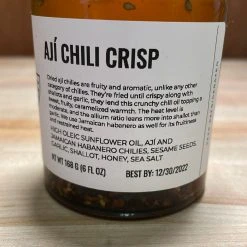 AJÍ CHILI CRISP
Dried ají chilies are fruity and aromatic, unlike any other
category of chilies. They're fried until crispy along with
shallots and garlic, they lend this crunchy chili oil topping a
sweet, fruity, caramelized warmth. The heat level is
moderate, and the allium ratio leans more into shallot than
garlic. We use Jamaican habanero as well for its fruitiness
and restrained heat.
HIGH OLEIC SUNFLOWER OIL, AJÍ AND
JAMAICAN HABANERO CHILIES, SESAME SEEDS,
GARLIC, SHALLOT, HONEY, SEA SALT
NET WT 168 G (6 FL OZ) BEST BY: 12/30/2022